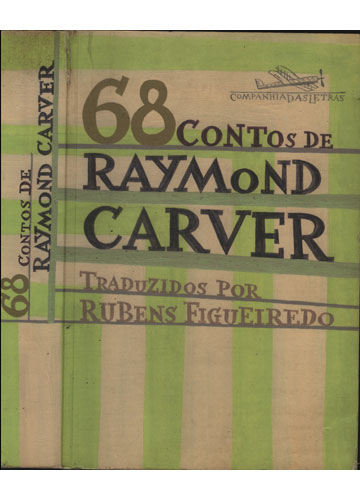 68 CONTOS DE
RAYMOND CARVER
COMPANHIA DAS LETRAS
68 CONTOS DE
RAYMOND
CARVER
TRADUZIDOS POR
RUBENS FIGUEIREDO